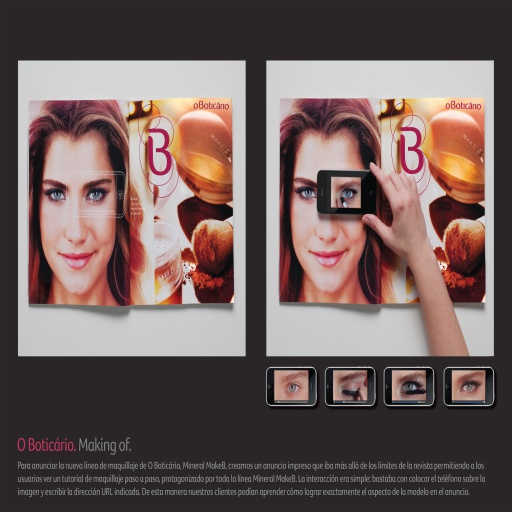 oBoticário
B
oBoticário
B
O Boticário. Making of.
Para anunciar la nueva línea de maquillaje de O Boticário, Mineral MakeB, creamos un anuncio impreso que iba más allá de los límites de la revista permitiendo a los
usuarios ver un tutorial de maquillaje paso a paso, protagonizado por toda la línea Mineral MakeB. La interacción era simple: bastaba con colocar el teléfono sobre la
imagen y escribir la dirección URL indicada. De esta manera nuestros clientes podían aprender cómo lograr exactamente el aspecto de la modelo en el anuncio.